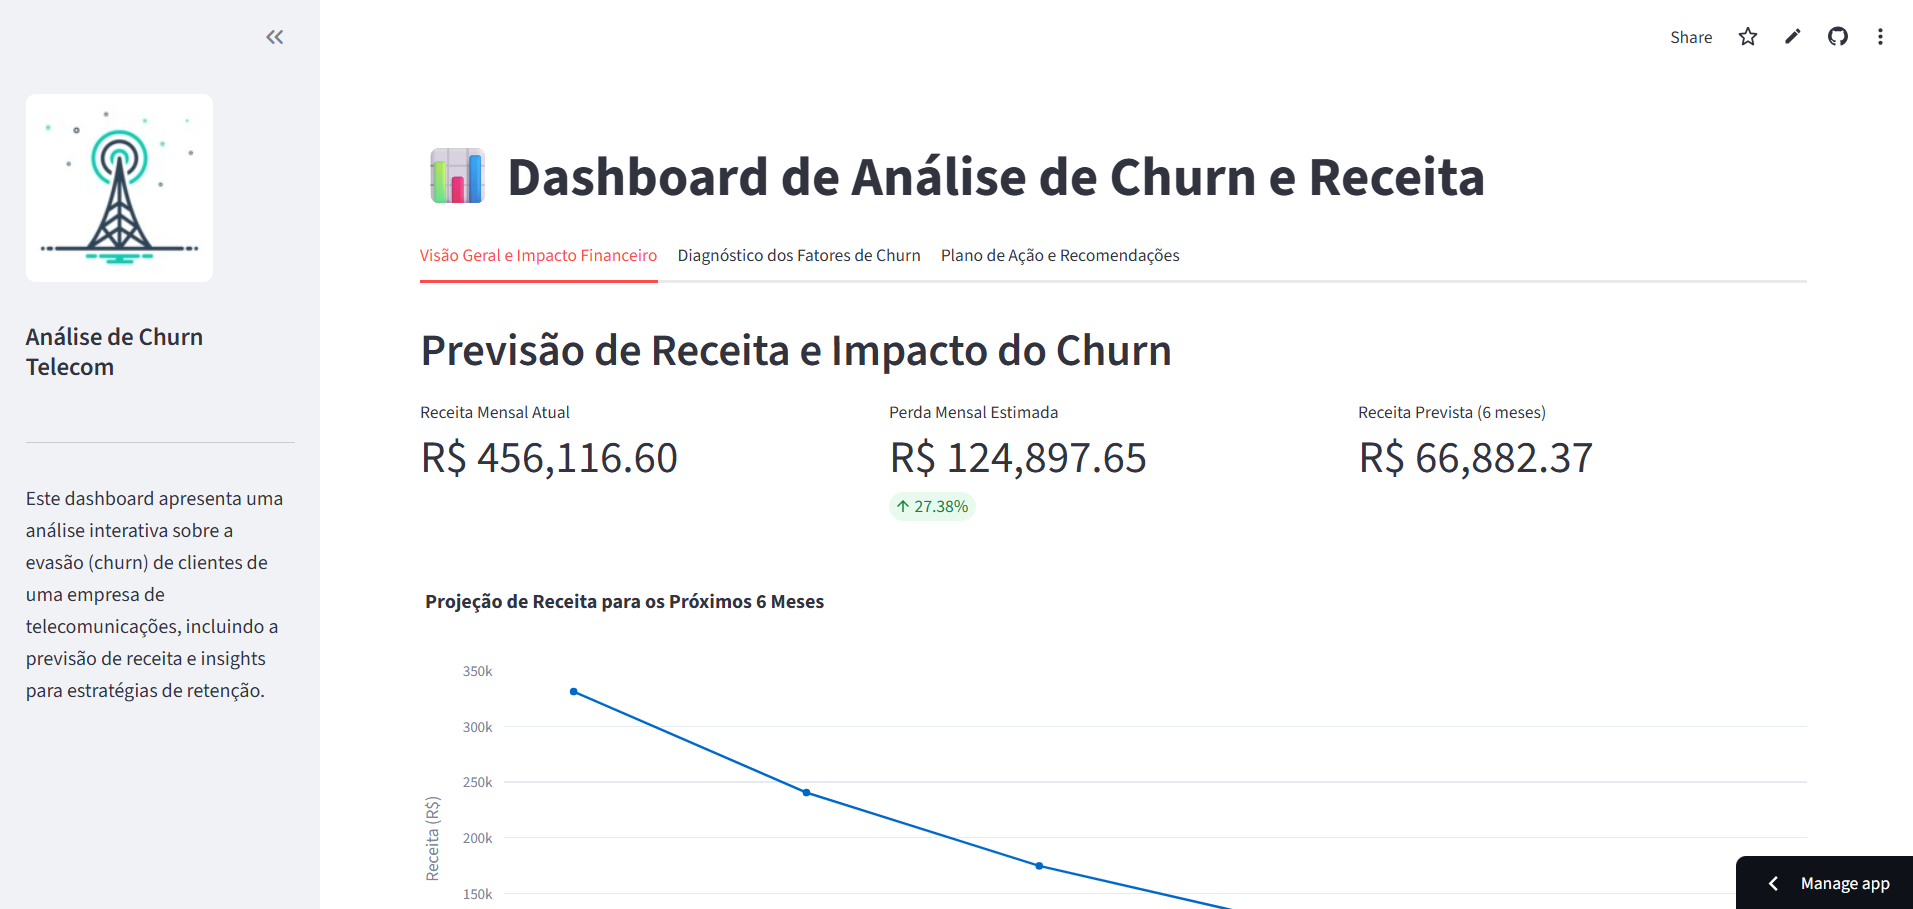 Share
Análise de Churn
Telecom
Este dashboard apresenta uma
análise interativa sobre a
evasão (churn) de clientes de
uma empresa de
telecomunicações, incluindo a
previsão de receita e insights
para estratégias de retenção.
Dashboard de Análise de Churn e Receita
Visão Geral e Impacto Financeiro Diagnóstico dos Fatores de Churn Plano de Ação e Recomendações
Previsão de Receita e Impacto do Churn
Receita Mensal Atual
R$ 456,116.60
Perda Mensal Estimada
R$ 124,897.65
↑ 27.38%
Receita Prevista (6 meses)
R$ 66,882.37
Projeção de Receita para os Próximos 6 Meses
350k
300k
250k
200k
150k
Receita (R$)
Manage app